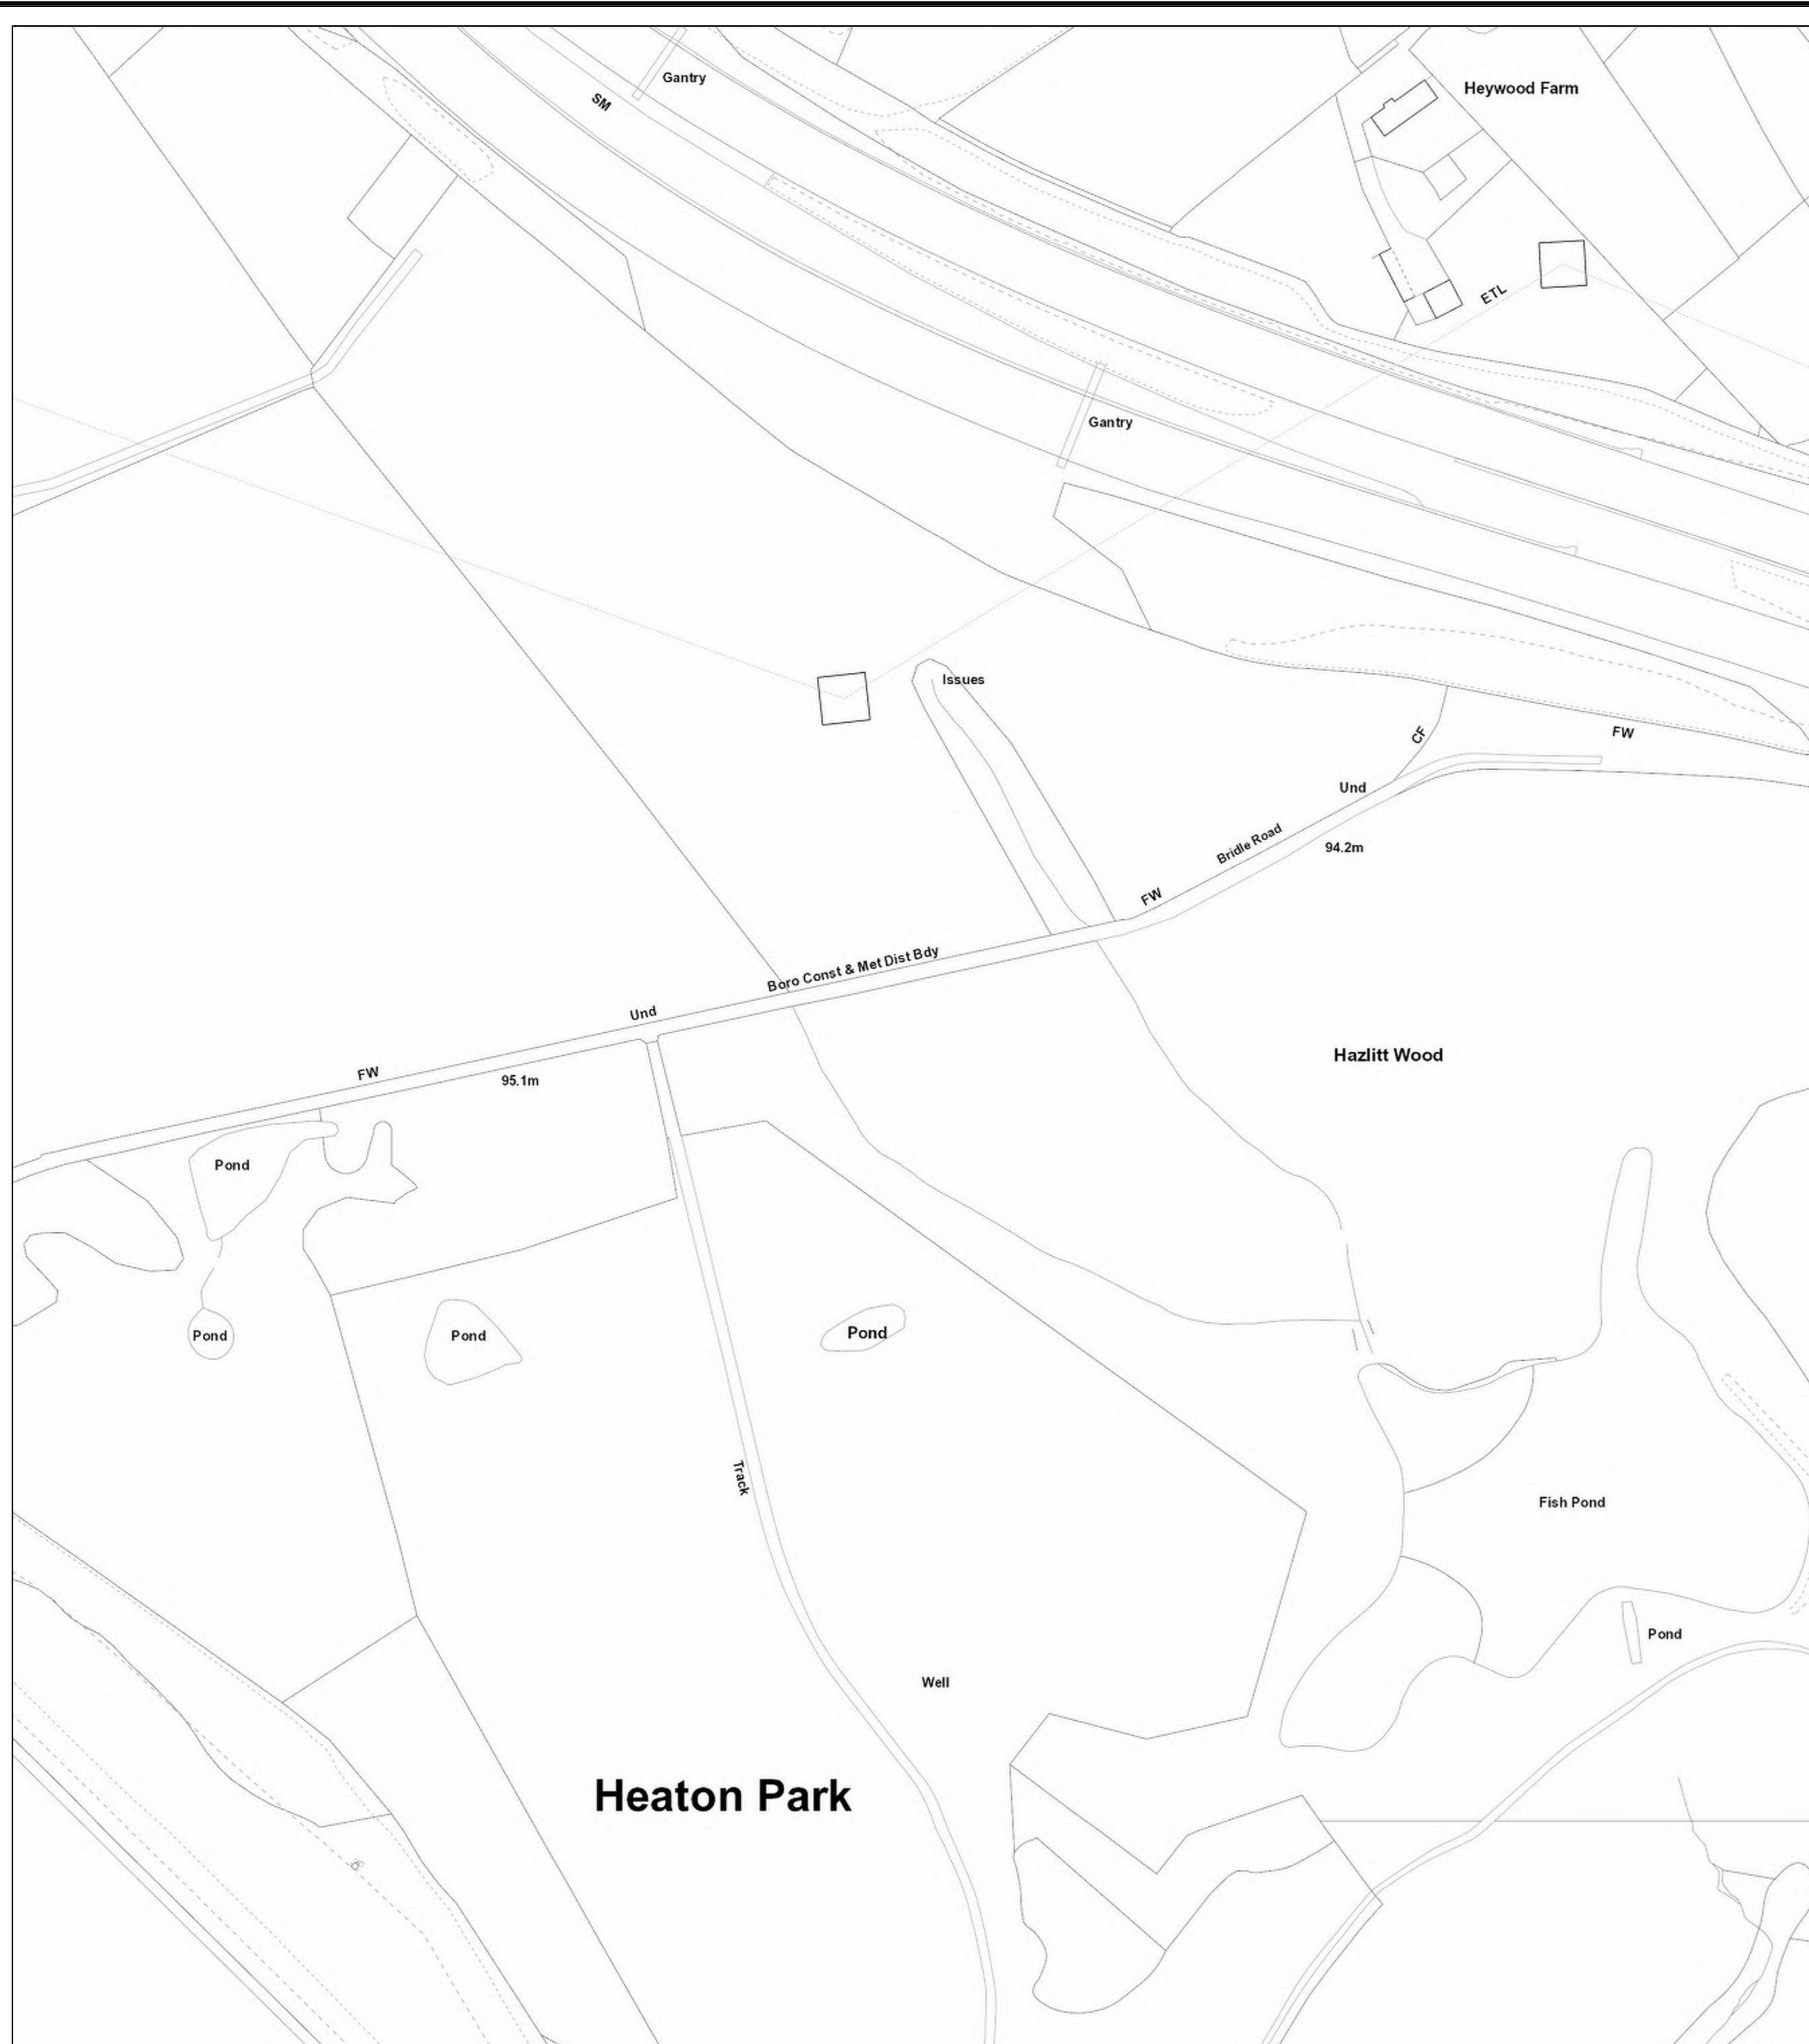 Gantry
Heywood Farm
SM
ETL
Gantry
Issues
CF
FW
Und
Bridle Road
94.2m
FW
Boro Const & Met Dist Bdy
Und
Hazlitt Wood
FW
95.1m
Pond
Pond
Pond
Pond
Track
Fish Pond
Pond
Well
Heaton Park